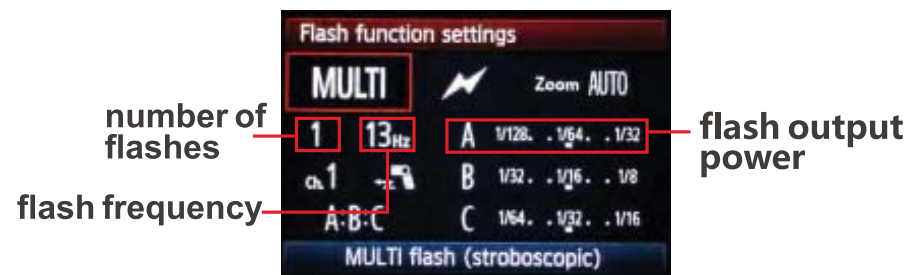 Flash function settings
MULTI Zoom AUTO
number of
flashes
1 13Hz A 1/128. . 1/64. . 1/32
flash output
power
Ch.1 B 1/32. . 1/16. . 1/8
flash frequency
A:B:C C 1/64. . 1/32. . 1/16
MULTI flash (stroboscopic)